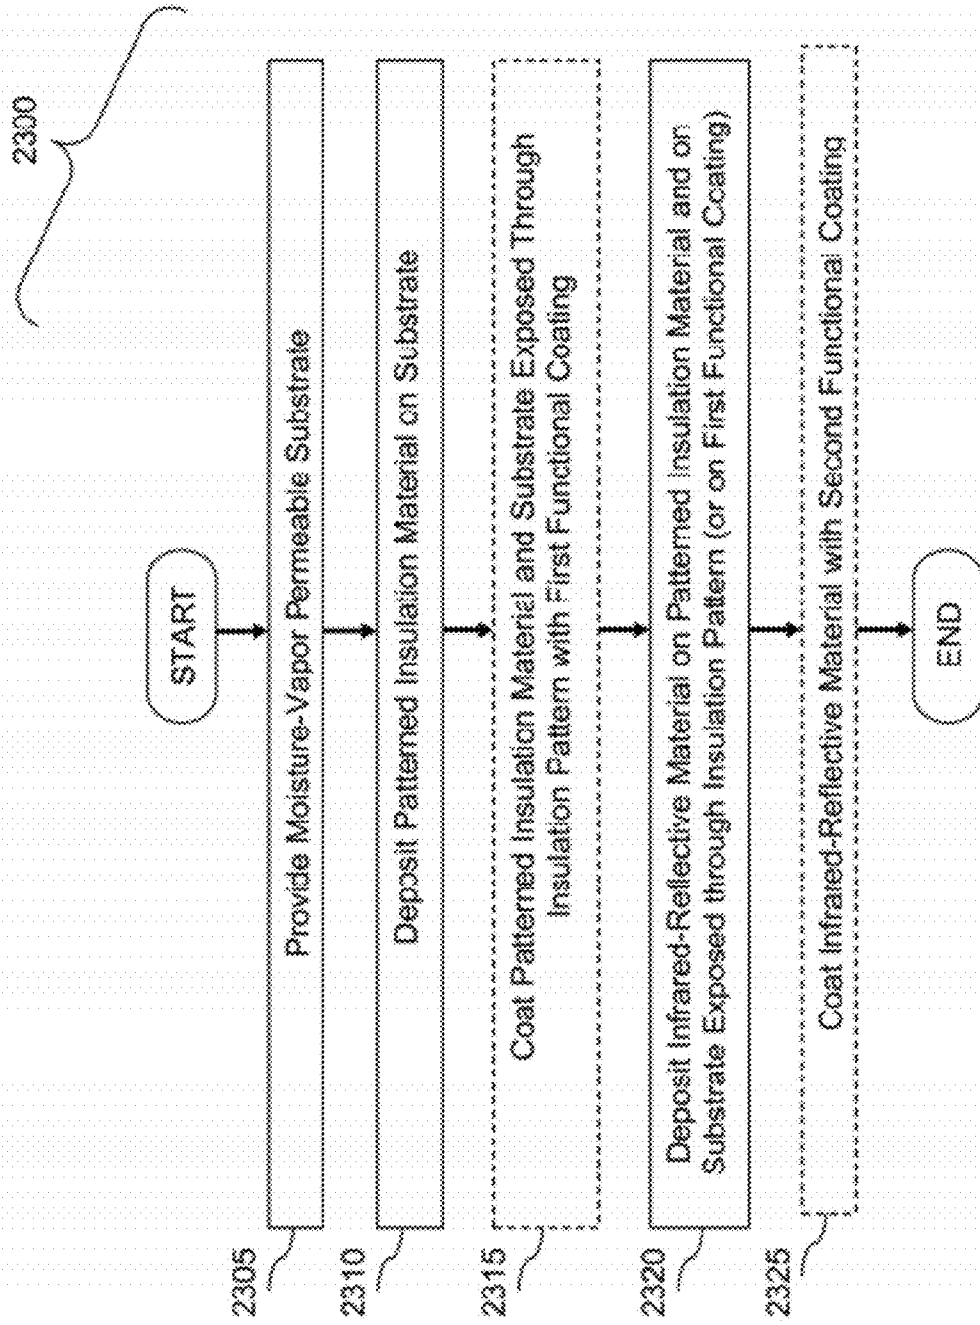 2300
START
2305
Provide Moisture-Vapor Permeable Substrate
2310
Deposit Patterned Insulation Material on Substrate
2315
Coat Patterned Insulation Material and Substrate Exposed Through
Insulation Pattern with First Functional Coating
2320
Deposit Infrared-Reflective Material on Patterned Insulation Material and on
Substrate Exposed through Insulation Pattern (or on First Functional Coating)
2325
Coat Infrared-Reflective Material with Second Functional Coating
END